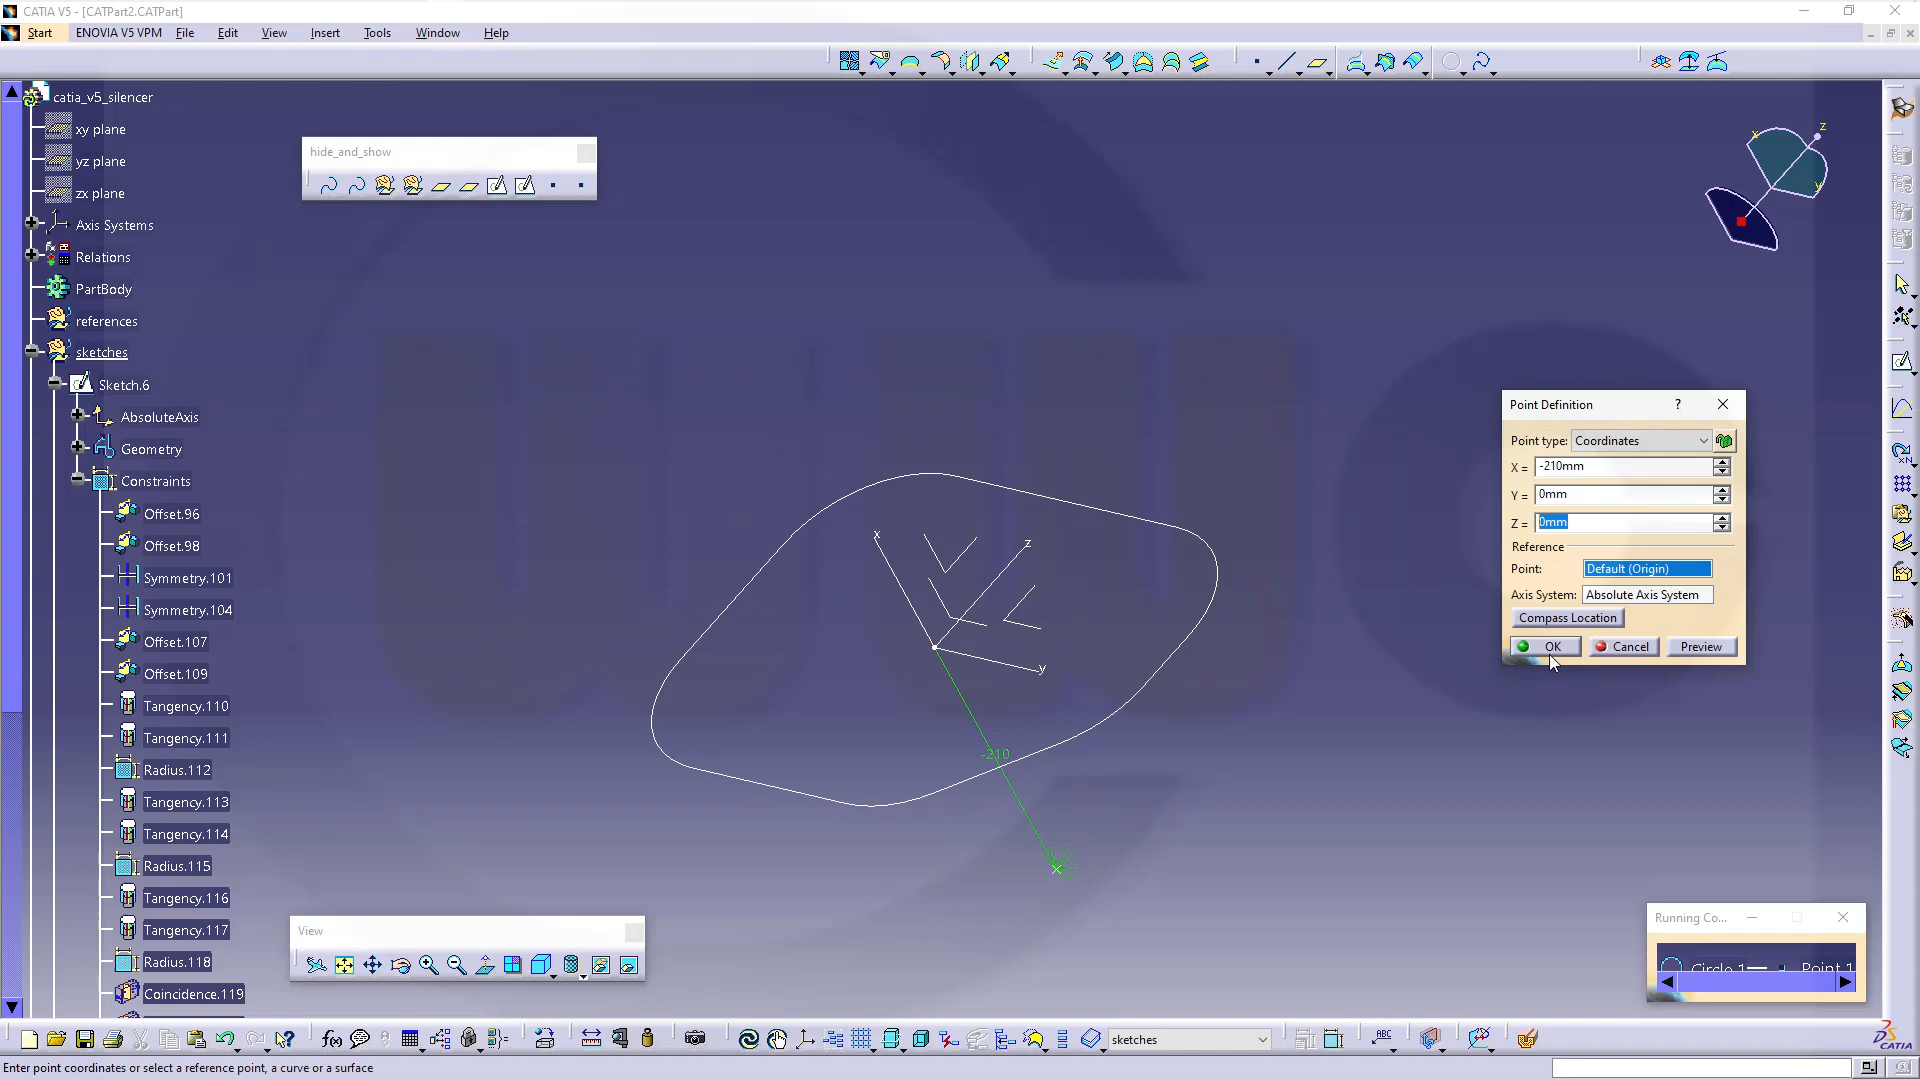 CATIA V5 - [CATPart2.CATPart]
Start ENOVIA V5 VPM File Edit View Insert Tools Window Help
catia_v5_silencer
xy plane
yz plane
zx plane
Axis Systems
Relations
PartBody
references
sketches
Sketch.6
AbsoluteAxis
Geometry
Constraints
Offset.96
Offset.98
Symmetry.101
Symmetry.104
Offset.107
Offset.109
Tangency.110
Tangency.111
Radius.112
Tangency.113
Tangency.114
Radius.115
Tangency.116
Tangency.117
Radius.118
Coincidence.119
hide_and_show
x
z
y
-210
x
z
y
Point Definition ?
Point type: Coordinates
X = -210mm
Y = 0mm
Z = 0mm
Reference
Point: Default (Origin)
Axis System: Absolute Axis System
Compass Location
OK Cancel Preview
View
Running Co...
Circle 1 Point 1
sketches
ABC
CATIA
Enter point coordinates or select a reference point, a curve or a surface